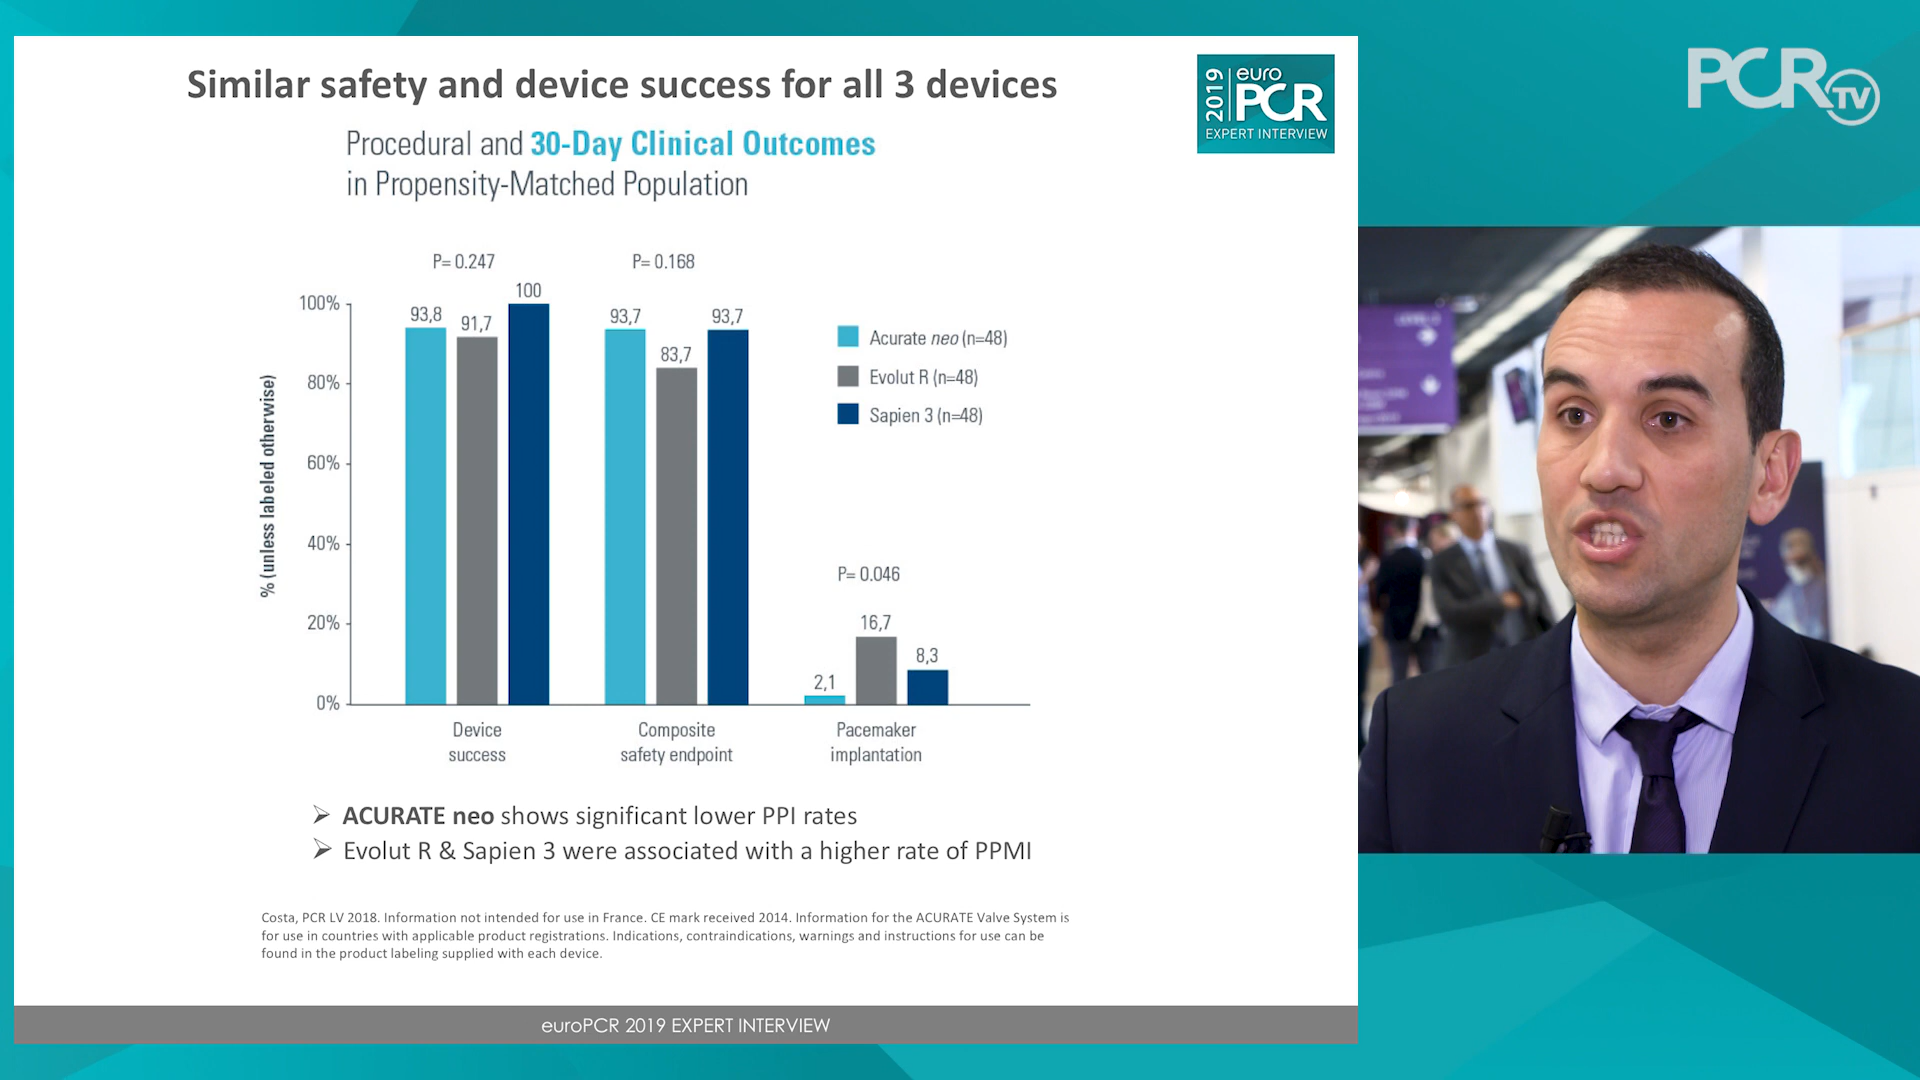 Similar safety and device success for all 3 devices
Procedural and 30-Day Clinical Outcomes
in Propensity-Matched Population
2019
euro
PCR
EXPERT INTERVIEW
PCR TV
P= 0.247
P= 0.168
P= 0.046
% (unless labeled otherwise)
100%
80%
60%
40%
20%
0%
93,8
91,7
100
93,7
83,7
93,7
2,1
16,7
8,3
Acurate neo (n=48)
Evolut R (n=48)
Sapien 3 (n=48)
Device
success
Composite
safety endpoint
Pacemaker
implantation
➢ ACURATE neo shows significant lower PPI rates
➢ Evolut R & Sapien 3 were associated with a higher rate of PPMI
Costa, PCR LV 2018. Information not intended for use in France. CE mark received 2014. Information for the ACURATE Valve System is
for use in countries with applicable product registrations. Indications, contraindications, warnings and instructions for use can be
found in the product labeling supplied with each device.
euroPCR 2019 EXPERT INTERVIEW